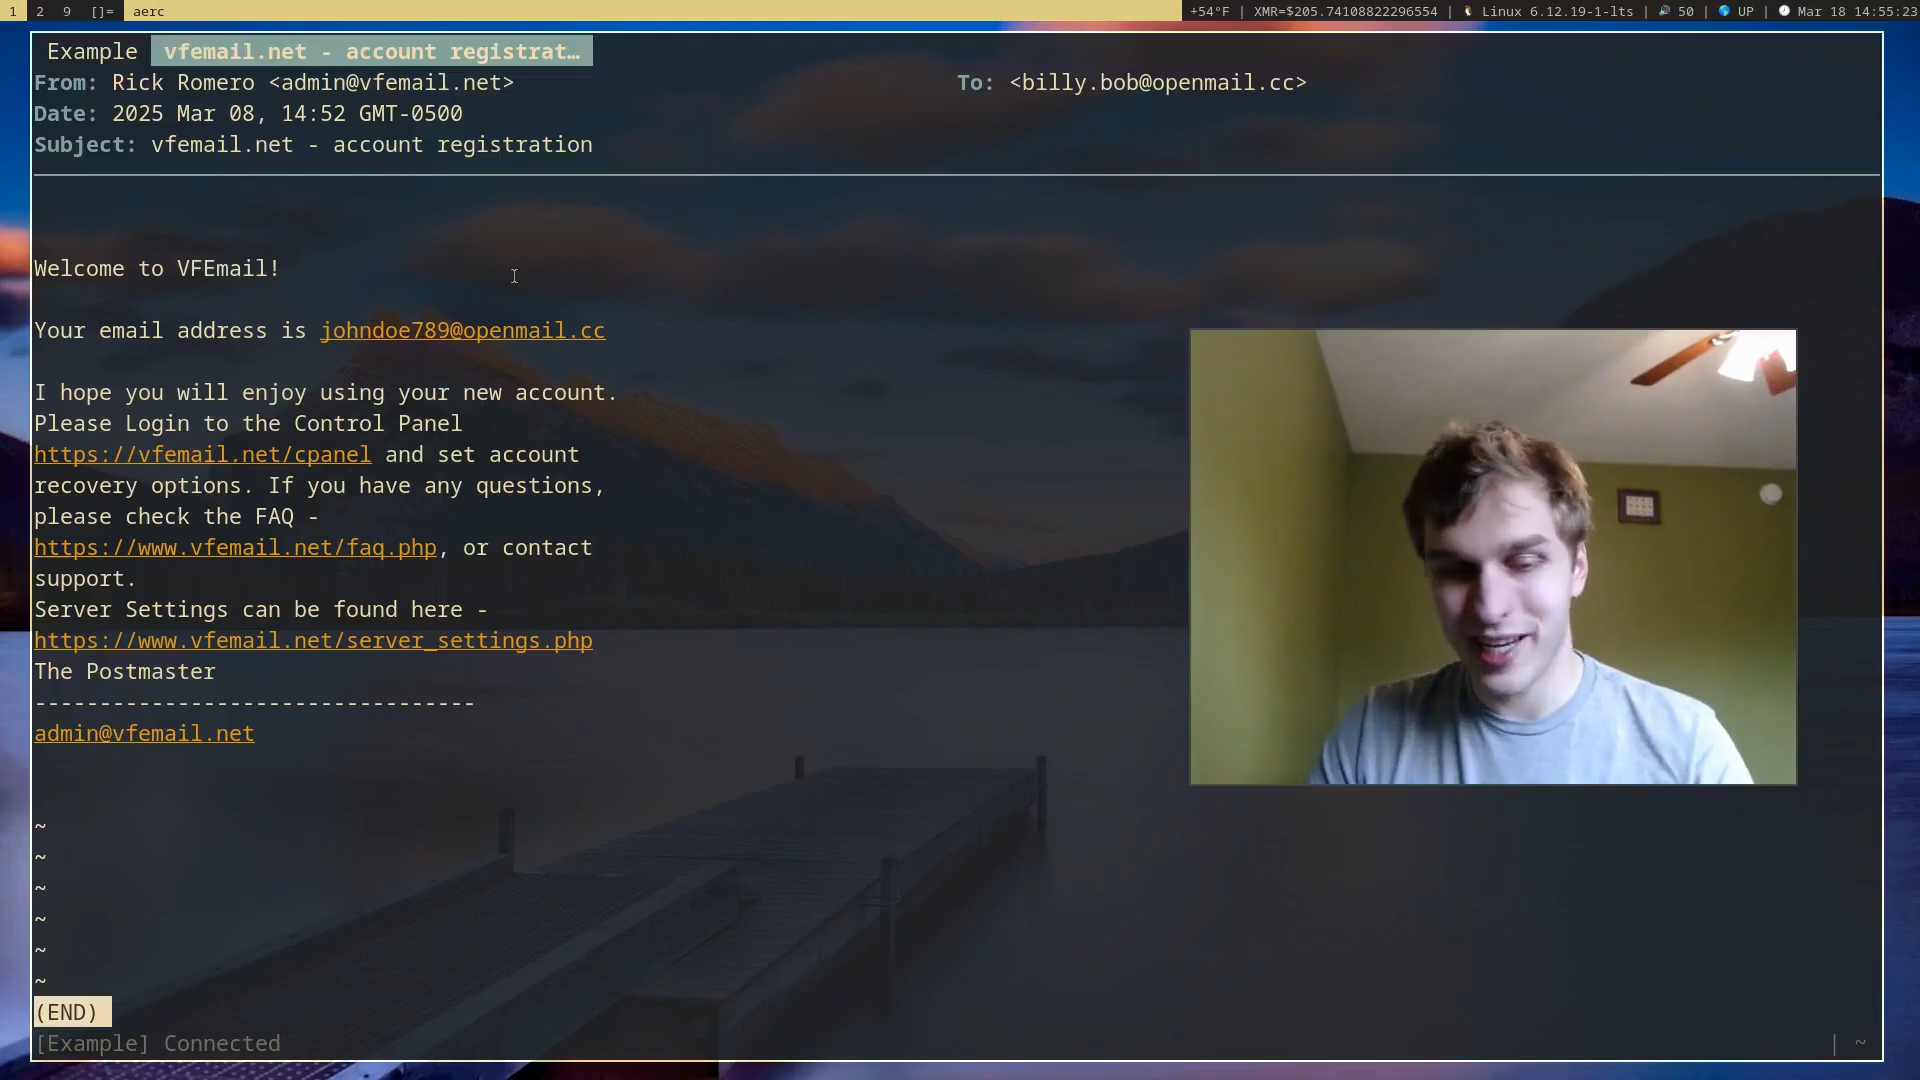 1 2 9 []= aerc +54°F | XMR=$205.74108822296554 | Linux 6.12.19-1-lts | 50 | UP | Mar 18 14:55:23
Example vfemail.net - account registrat…
From: Rick Romero <admin@vfemail.net> To: <billy.bob@openmail.cc>
Date: 2025 Mar 08, 14:52 GMT-0500
Subject: vfemail.net - account registration
Welcome to VFEmail!
Your email address is johndoe789@openmail.cc
I hope you will enjoy using your new account.
Please Login to the Control Panel
https://vfemail.net/cpanel and set account
recovery options. If you have any questions,
please check the FAQ -
https://www.vfemail.net/faq.php, or contact
support.
Server Settings can be found here -
https://www.vfemail.net/server_settings.php
The Postmaster
----------------------------------
admin@vfemail.net
~
~
~
~
~
~
(END)
[Example] Connected | ~